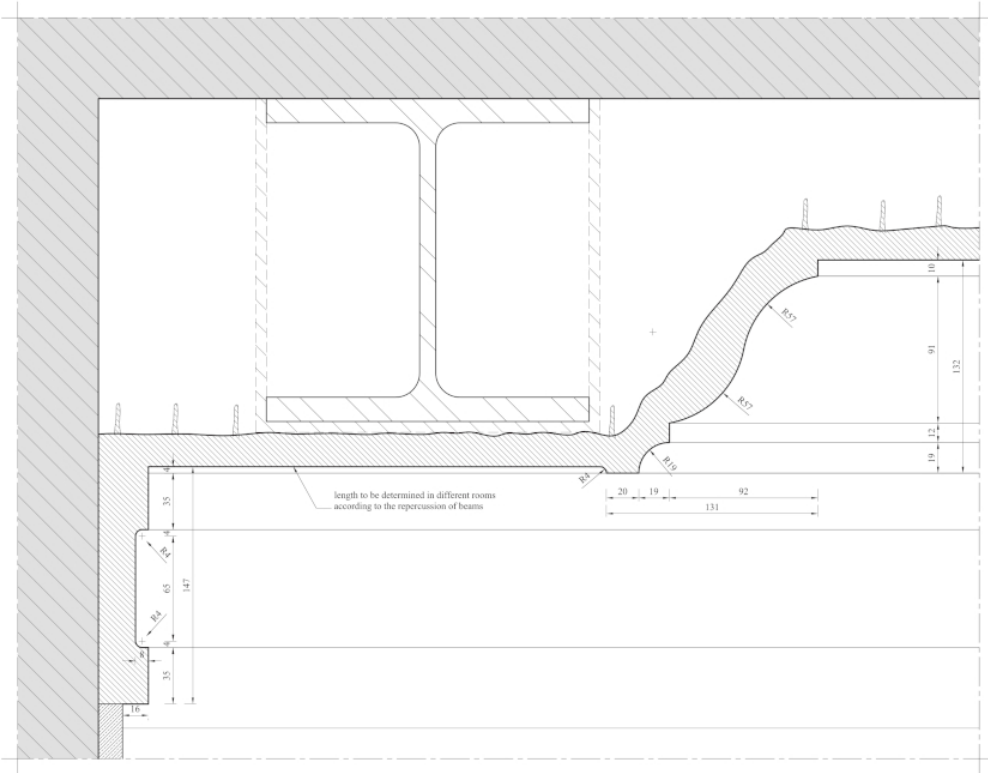 10
R57
91
132
R57
12
R19
19
4
R4
length to be determined in different rooms
according to the repercussion of beams
20
19
92
131
35
4
R4
65
147
R4
4
8
35
16